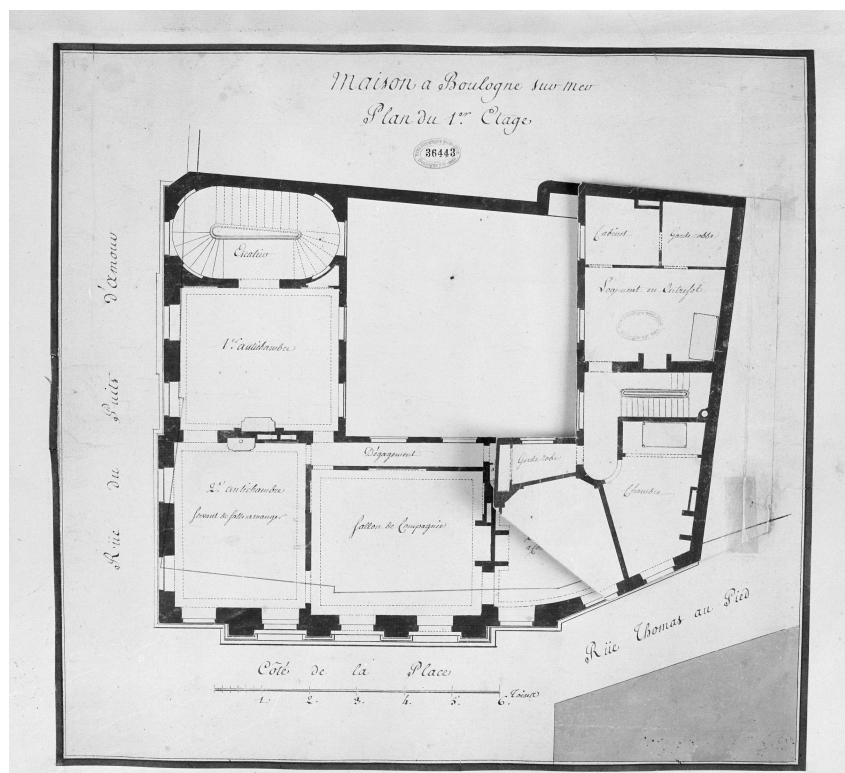 Maison a Boulogne sur mer
Plan du 1er Etage
36443
Rüe du Puits d'amour
Escalier
Cabinet
Garde robbe
Logement en Entresol
1re antichambre
Dégagement
Garde robe
2e antichambre
servant de salle a manger
Sallon de Compagnie
Chambre
Rüe Thomas au Pied
Côté de la Place
1. 2. 3. 4. 5. 6. Toises